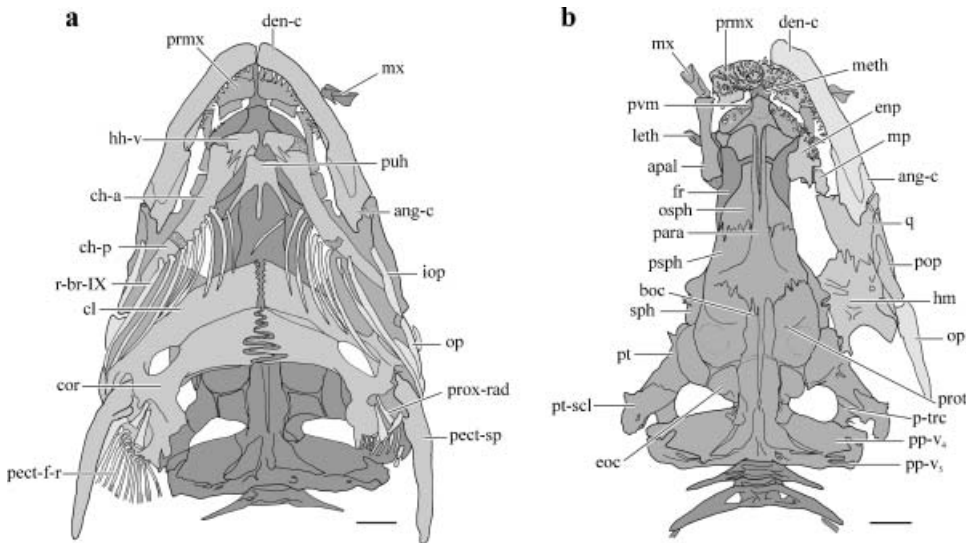 a
den-c
prmx
mx
hh-v
puh
ch-a
ang-c
ch-p
iop
r-br-IX
cl
op
cor
prox-rad
pect-sp
pect-f-r
b
prmx
den-c
mx
meth
pvm
enp
leth
mp
apal
ang-c
fr
osph
q
para
pop
psph
boc
hm
sph
op
pt
prot
pt-scl
p-trc
pp-v₄
eoc
pp-v₅